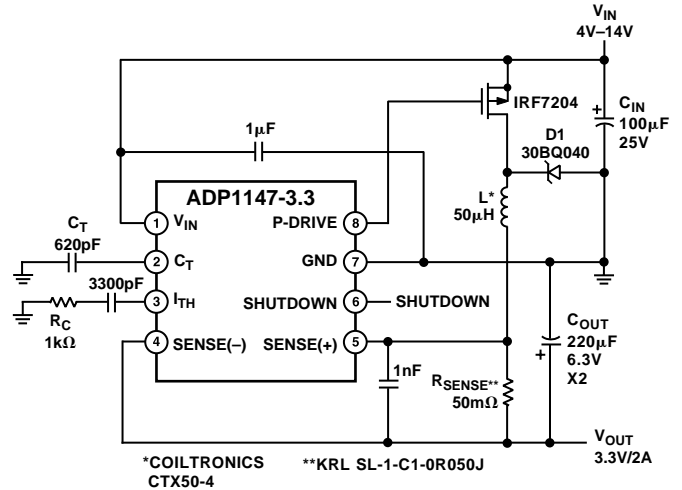 V_IN
4V–14V
IRF7204
C_IN
100µF
25V
+
1µF
D1
30BQ040
L*
50µH
ADP1147-3.3
1
V_IN
P-DRIVE
8
C_T
620pF
2
C_T
GND
7
3300pF
3
I_TH
SHUTDOWN
6
SHUTDOWN
R_C
1kΩ
4
SENSE(–)
SENSE(+)
5
1nF
R_SENSE**
50mΩ
C_OUT
220µF
6.3V
X2
+
V_OUT
3.3V/2A
*COILTRONICS
CTX50-4
**KRL SL-1-C1-0R050J